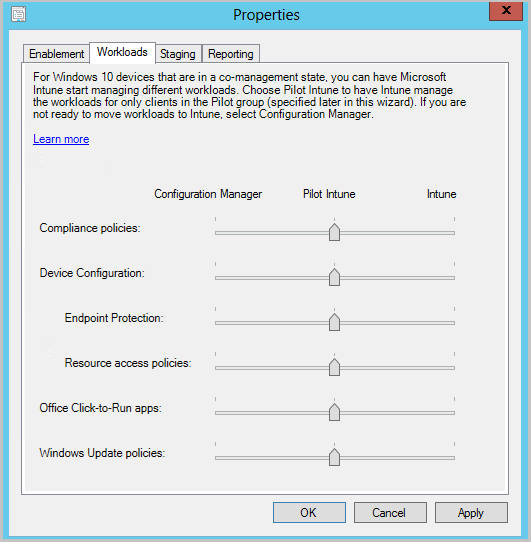 Properties
x
Enablement Workloads Staging Reporting
For Windows 10 devices that are in a co-management state, you can have Microsoft
Intune start managing different workloads. Choose Pilot Intune to have Intune manage
the workloads for only clients in the Pilot group (specified later in this wizard). If you are
not ready to move workloads to Intune, select Configuration Manager.
Learn more
Configuration Manager Pilot Intune Intune
Compliance policies:
Device Configuration:
Endpoint Protection:
Resource access policies:
Office Click-to-Run apps:
Windows Update policies:
OK Cancel Apply